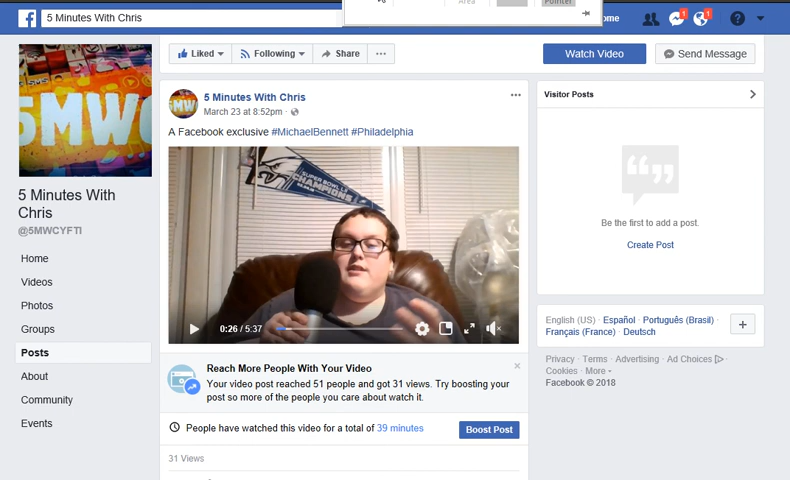 5 Minutes With Chris
Area
Pointer
ome
1
1
5MW
5 Minutes With
Chris
@5MWCYFTI
Home
Videos
Photos
Groups
Posts
About
Community
Events
Liked
Following
Share
Watch Video
Send Message
MW
5 Minutes With Chris
March 23 at 8:52pm ·
A Facebook exclusive #MichaelBennett #Philadelphia
SUPER BOWL LII
CHAMPIONS
0:26 / 5:37
Reach More People With Your Video
Your video post reached 51 people and got 31 views. Try boosting your
post so more of the people you care about watch it.
People have watched this video for a total of 39 minutes
Boost Post
31 Views
Visitor Posts
Be the first to add a post.
Create Post
English (US) · Español · Português (Brasil) ·
Français (France) · Deutsch
Privacy · Terms · Advertising · Ad Choices ·
Cookies · More
Facebook © 2018